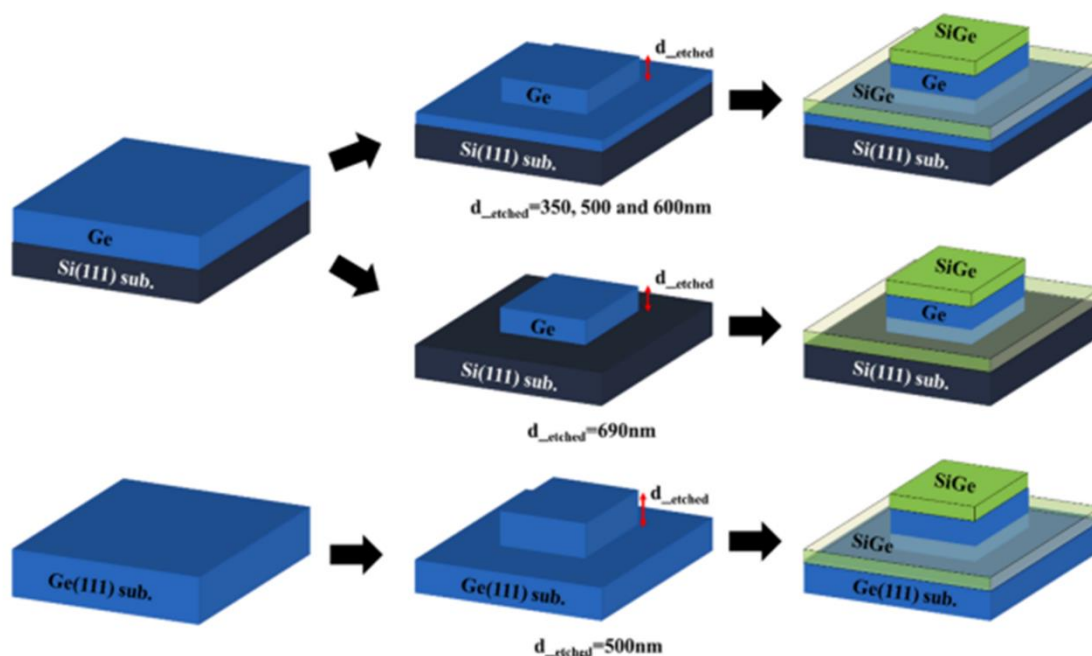 Ge
Si(111) sub.
d_etched
Ge
Si(111) sub.
d_etched=350, 500 and 600nm
SiGe
Ge
SiGe
Si(111) sub.
d_etched
Ge
Si(111) sub.
d_etched=690nm
SiGe
Ge
Si(111) sub.
Ge(111) sub.
d_etched
Ge(111) sub.
d_etched=500nm
SiGe
SiGe
Ge(111) sub.